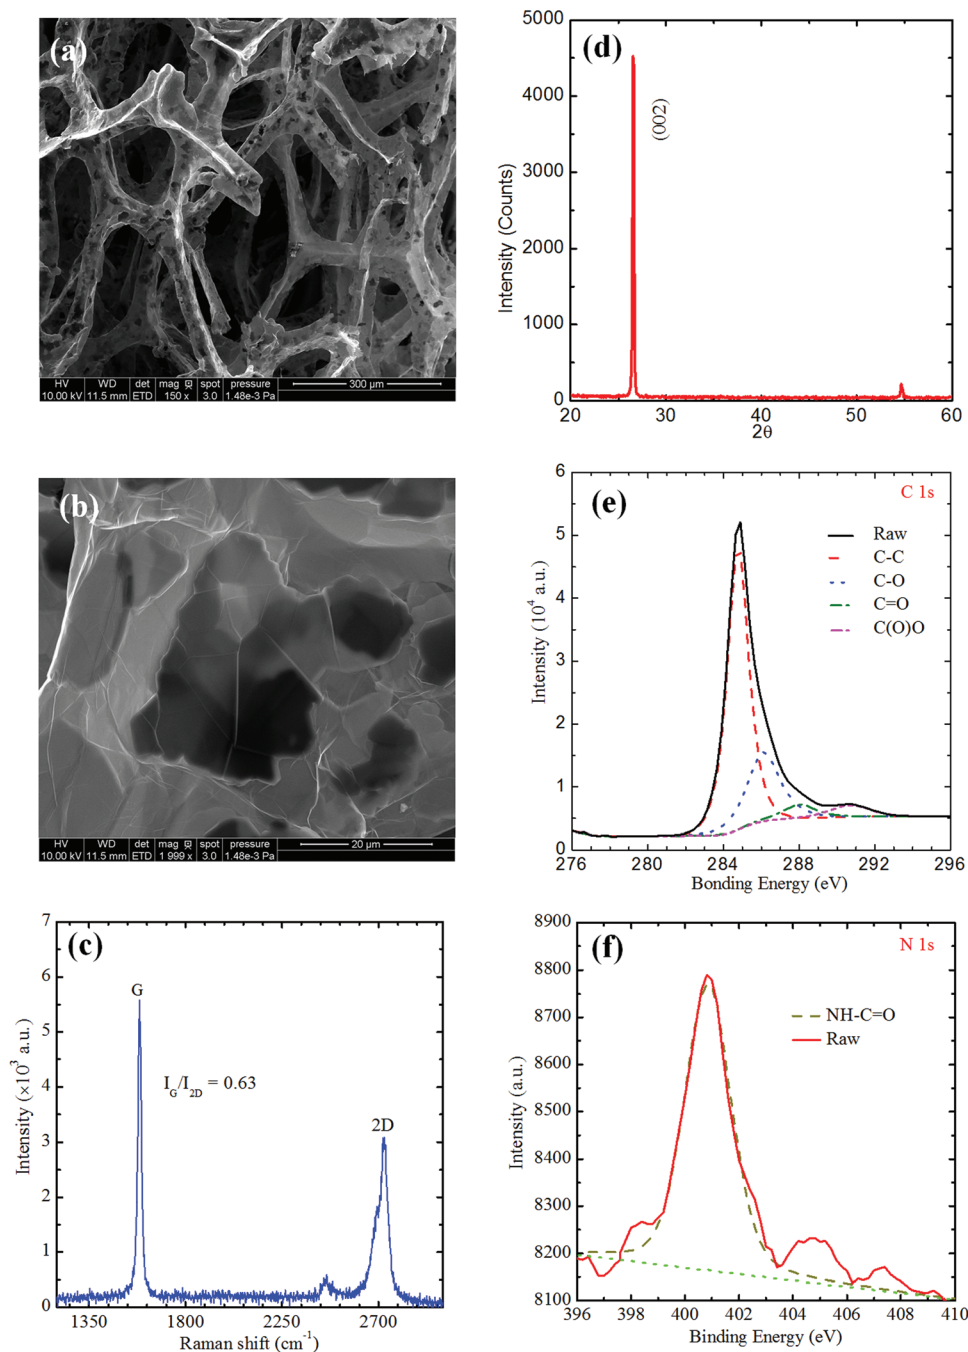 (a)
HV WD det mag spot pressure 300 µm
10.00 kV 11.5 mm ETD 150 x 3.0 1.48e-3 Pa
(d)
(002)
Intensity (Counts)
5000
4000
3000
2000
1000
0
20 30 40 50 60
2θ
(b)
HV WD det mag spot pressure 20 µm
10.00 kV 11.5 mm ETD 1 999 x 3.0 1.48e-3 Pa
(e)
C 1s
Raw
C-C
C-O
C=O
C(O)O
Intensity (10⁴ a.u.)
6
5
4
3
2
1
0
276 280 284 288 292 296
Bonding Energy (eV)
(c)
G
I_G/I_2D = 0.63
2D
Intensity (×10³ a.u.)
7
6
5
4
3
2
1
0
1350 1800 2250 2700
Raman shift (cm⁻¹)
(f)
N 1s
NH-C=O
Raw
Intensity (a.u.)
8900
8800
8700
8600
8500
8400
8300
8200
8100
396 398 400 402 404 406 408 410
Binding Energy (eV)